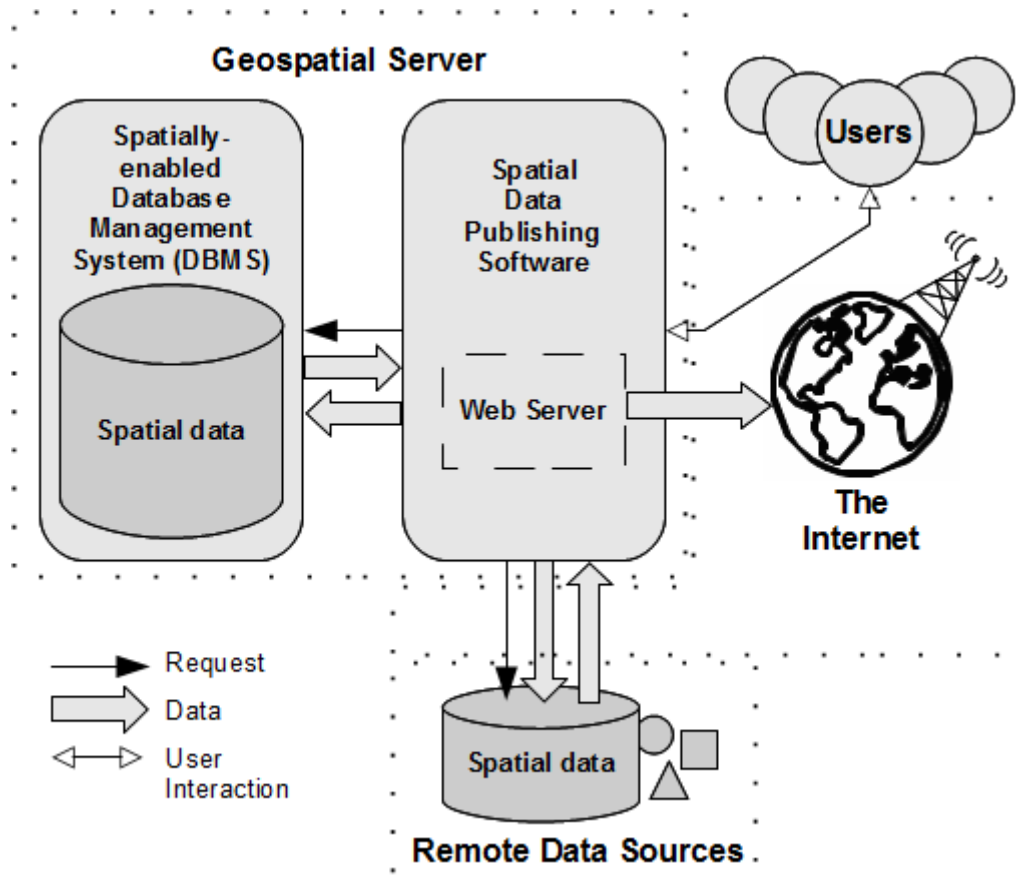 Geospatial Server
Spatially-
enabled
Database
Management
System (DBMS)
Spatial data
Spatial
Data
Publishing
Software
Web Server
Users
The
Internet
Request
Data
User
Interaction
Spatial data
Remote Data Sources